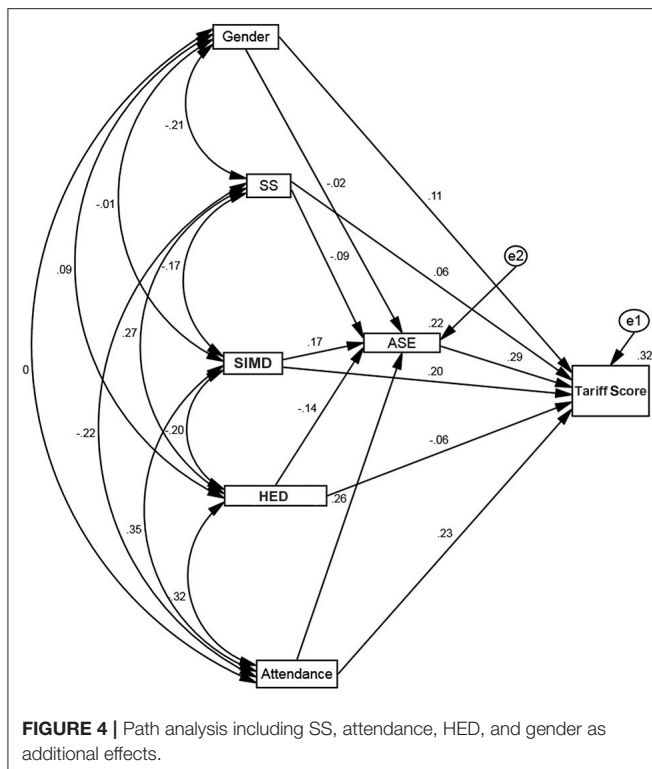 Gender
-.21
SS
-.02
.11
-.01
-.09
.06
e2
-.17
.09
.22
e1
.27
.17
ASE
.29
.32
SIMD
.20
Tariff Score
0
-.20
-.14
-.22
HED
.26
-.06
.35
.23
-.32
Attendance
FIGURE 4 | Path analysis including SS, attendance, HED, and gender as
additional effects.